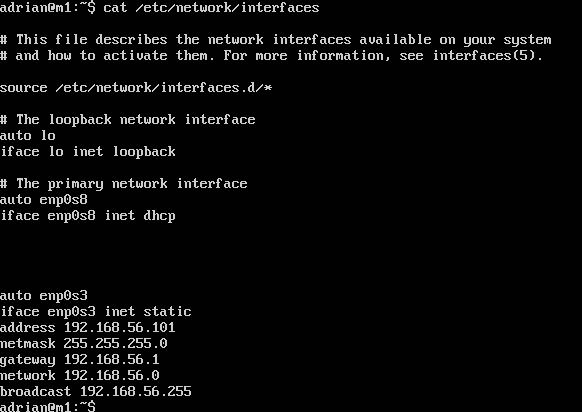 adrian@m1:~$ cat /etc/network/interfaces
# This file describes the network interfaces available on your system
# and how to activate them. For more information, see interfaces(5).
source /etc/network/interfaces.d/*
# The loopback network interface
auto lo
iface lo inet loopback
# The primary network interface
auto enp0s8
iface enp0s8 inet dhcp
auto enp0s3
iface enp0s3 inet static
address 192.168.56.101
netmask 255.255.255.0
gateway 192.168.56.1
network 192.168.56.0
broadcast 192.168.56.255
adrian@m1:~$